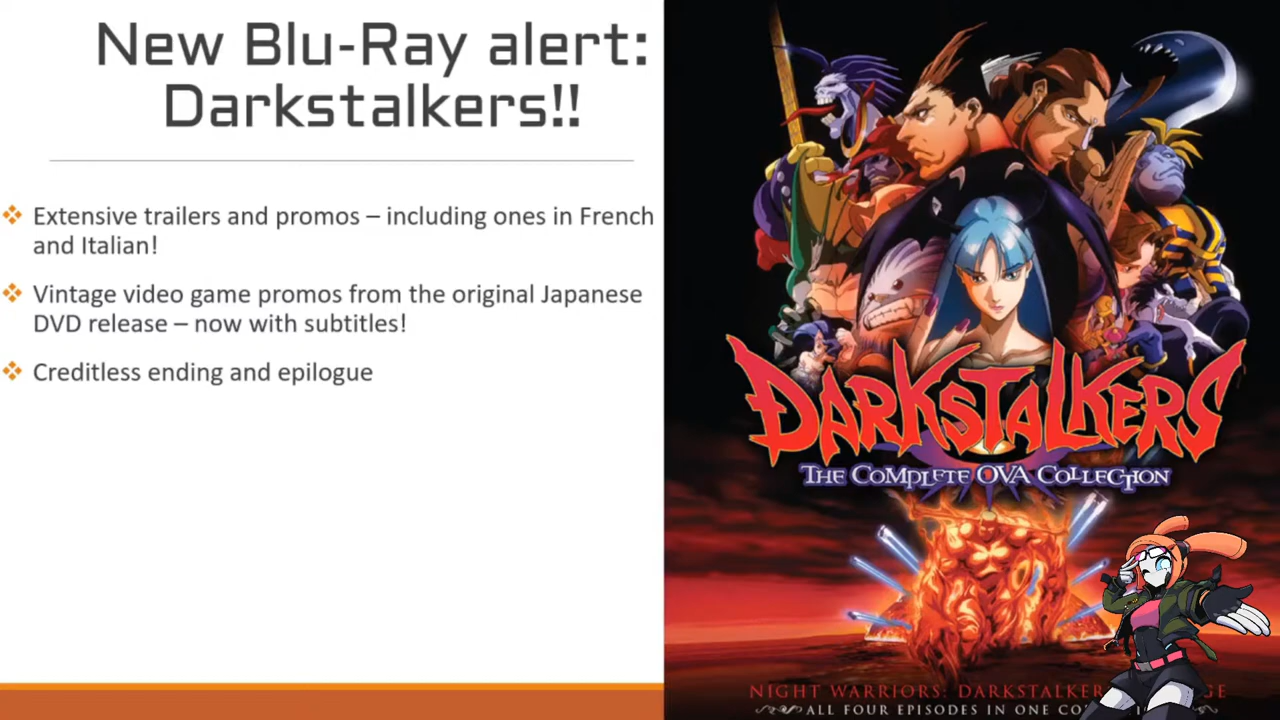 New Blu-Ray alert:
Darkstalkers!!
Extensive trailers and promos – including ones in French
and Italian!
Vintage video game promos from the original Japanese
DVD release – now with subtitles!
Creditless ending and epilogue
DARKSTALKERS
THE COMPLETE OVA COLLECTION
NIGHT WARRIORS: DARKSTALKER
ALL FOUR EPISODES IN ONE